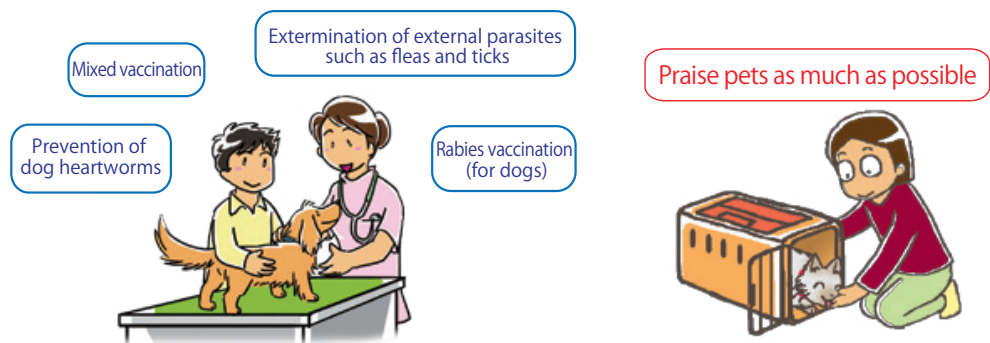 Mixed vaccination
Extermination of external parasites
such as fleas and ticks
Prevention of
dog heartworms
Rabies vaccination
(for dogs)
Praise pets as much as possible